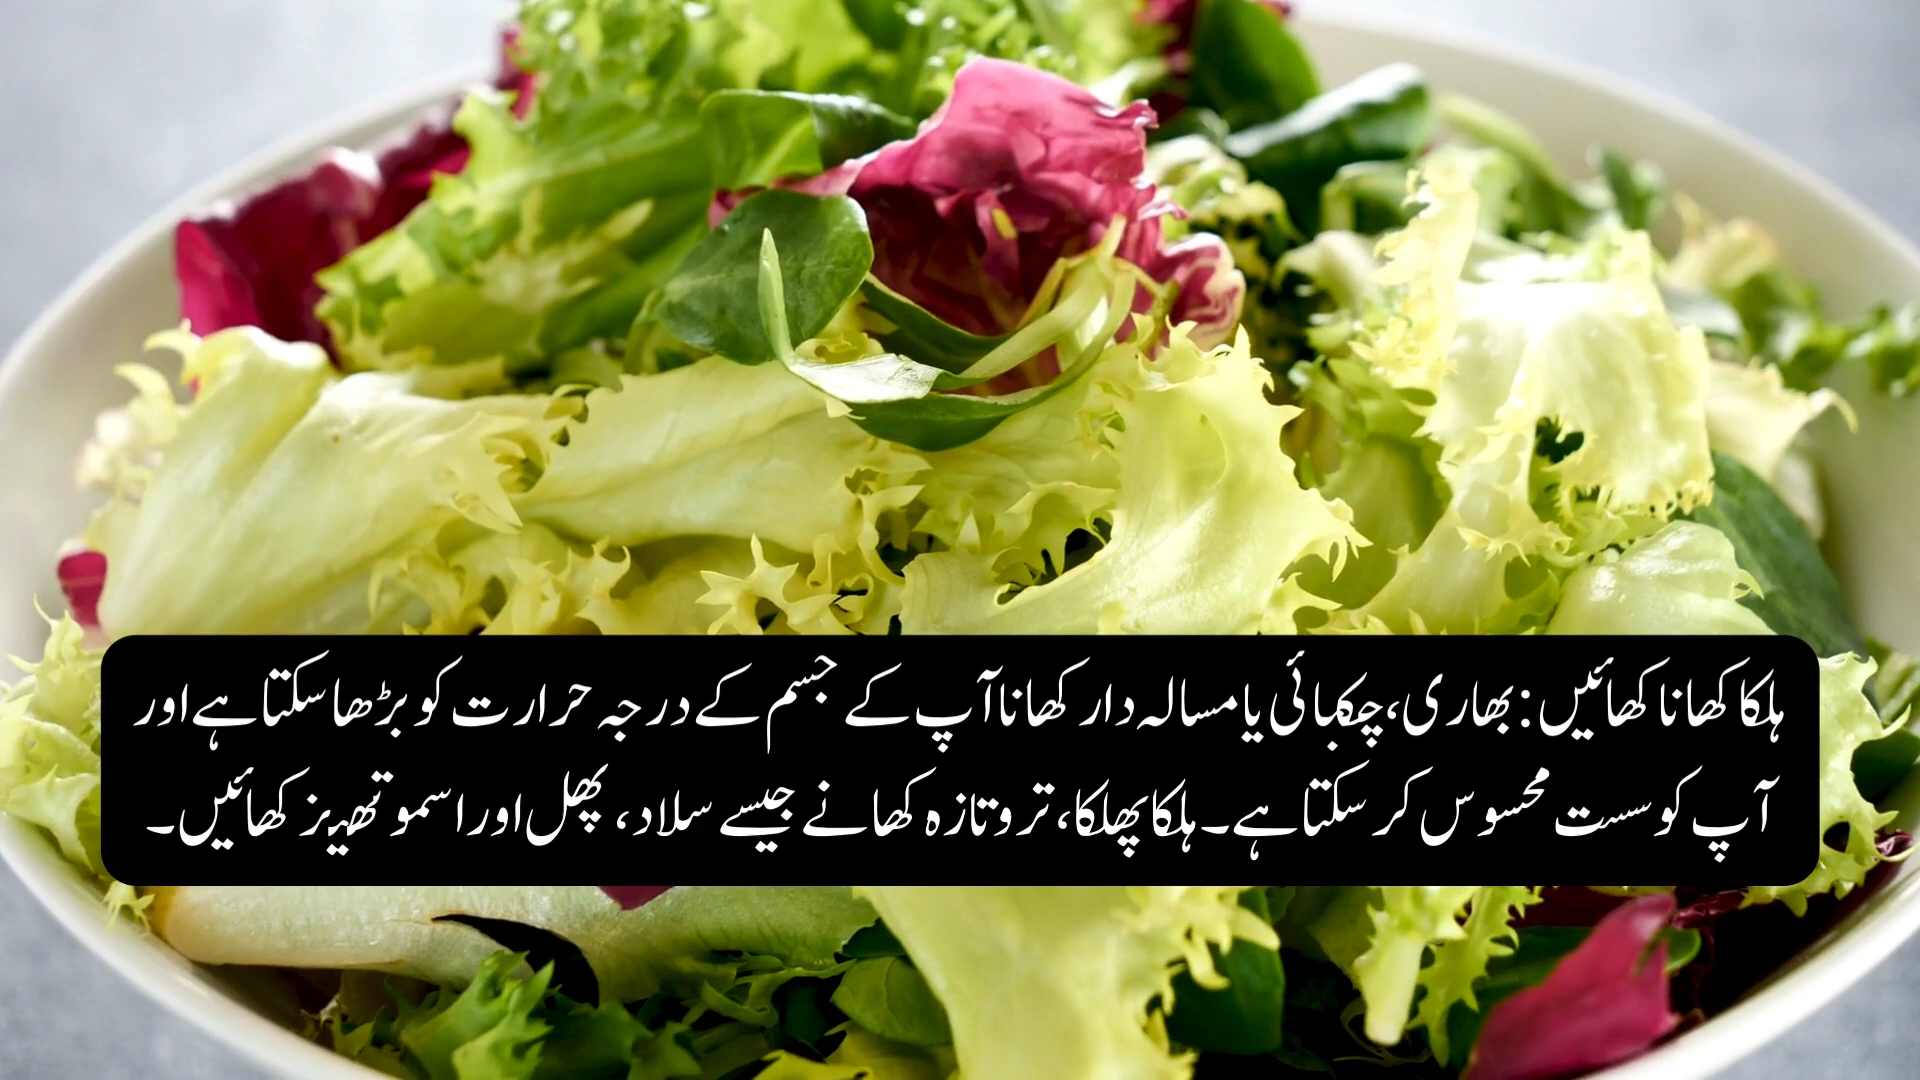 ہلکا کھانا کھائیں: بھاری، چکبائی یا مسالہ دار کھانا آپ کے جسم کے درجہ حرارت کو بڑھا سکتا ہے اور
آپ کو سست محسوس کر سکتا ہے۔ ہلکا پھلکا، تروتازہ کھانے جیسے سلاد، پھل اور اسموتھیز کھائیں۔